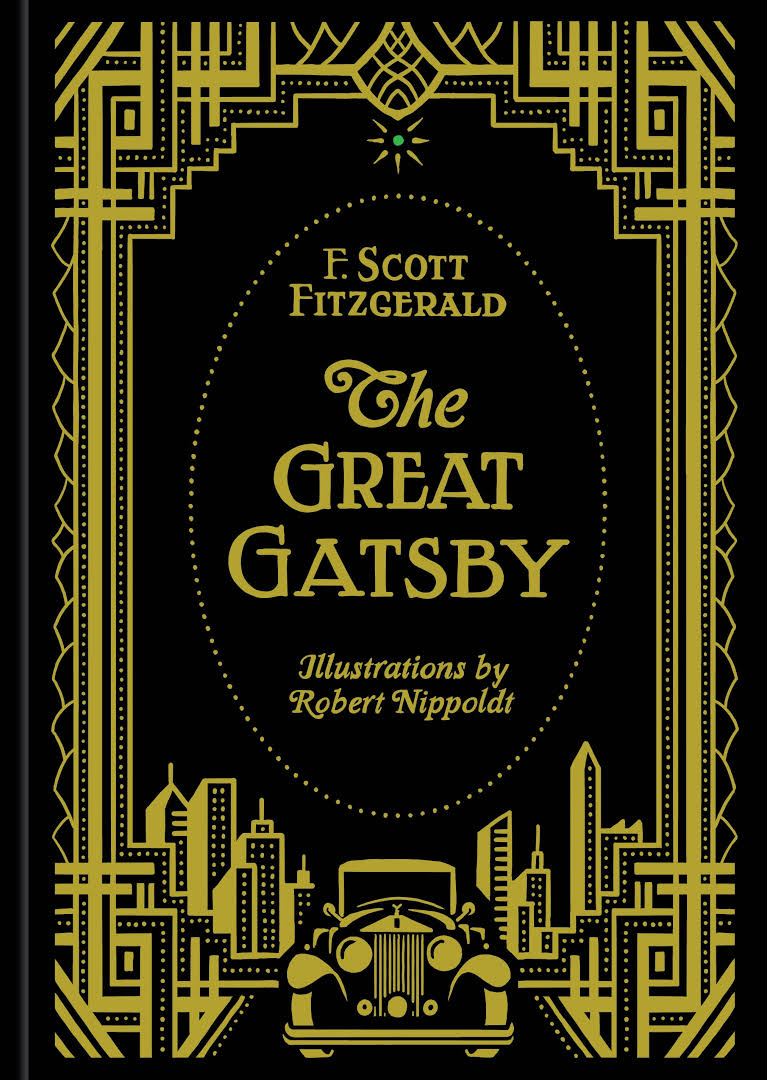 F. SCOTT
FITZGERALD
The
GREAT
GATSBY
Illustrations by
Robert Nippoldt